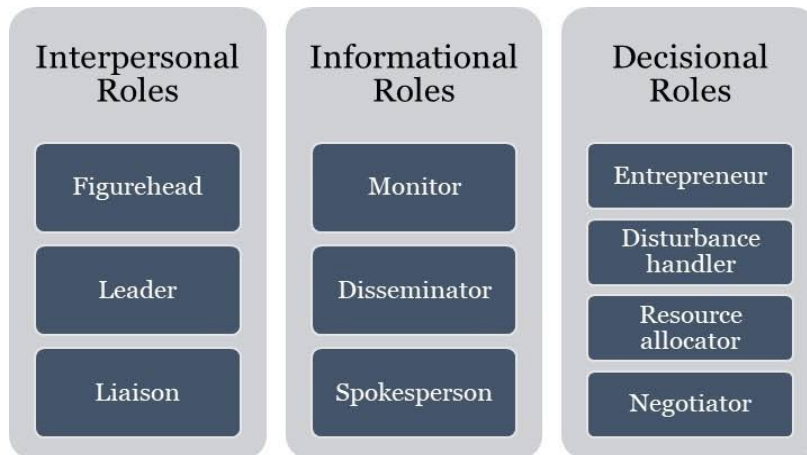 Interpersonal
Roles
Figurehead
Leader
Liaison
Informational
Roles
Monitor
Disseminator
Spokesperson
Decisional
Roles
Entrepreneur
Disturbance
handler
Resource
allocator
Negotiator